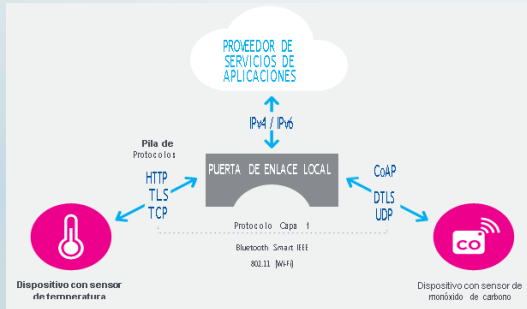 PROVEEDOR DE
SERVICIOS DE
APLICACIONES
IPv4 / IPv6
Pila de
Protocolos
HTTP
TLS
TCP
PUERTA DE ENLACE LOCAL
CoAP
DTLS
UDP
Protocolo Capa 1
Bluetooth Smart IEEE
802.11 (Wi-Fi)
CO
Dispositivo con sensor
de temperatura
Dispositivo con sensor de
monóxido de carbono